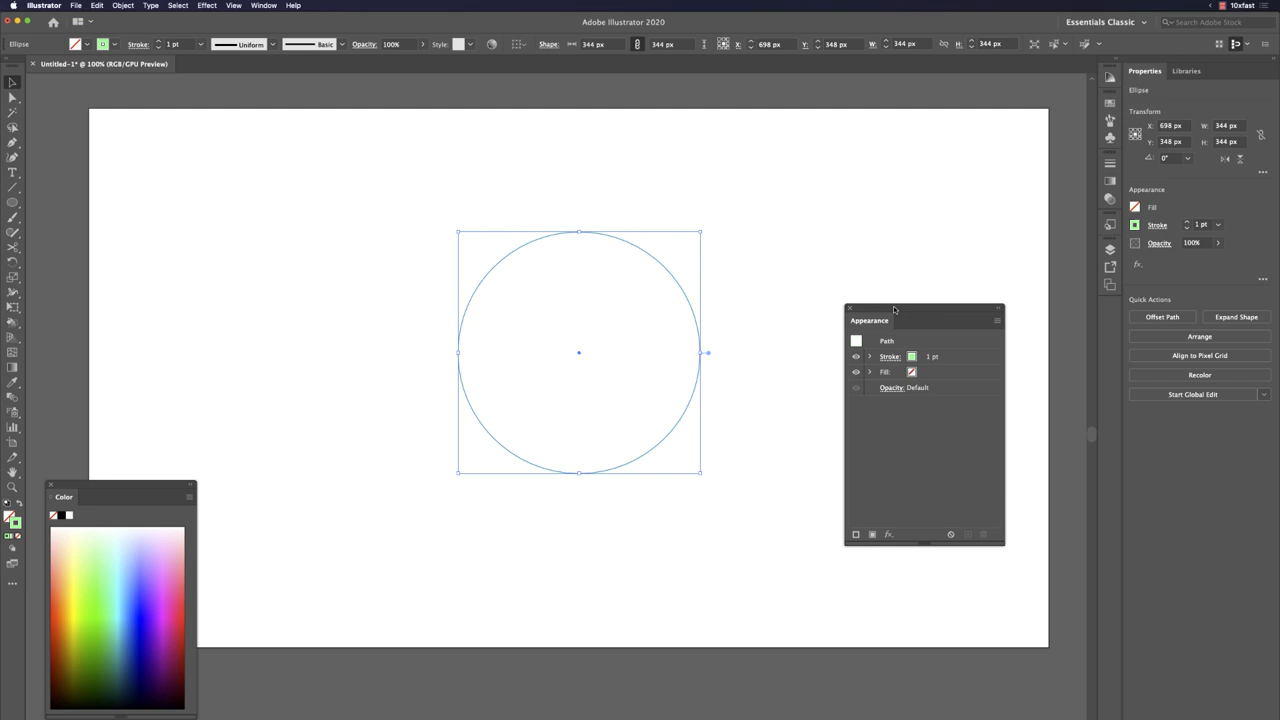 Illustrator File Edit Object Type Select Effect View Window Help 10xfast
Adobe Illustrator 2020 Essentials Classic Search Adobe Stock
Ellipse Stroke: 1 pt Uniform Basic Opacity: 100% Style: Shape: 344 px 344 px X: 698 px Y: 348 px W: 344 px H: 344 px
Untitled-1* @ 100% (RGB/GPU Preview)
Properties Libraries
Ellipse
Transform
X: 698 px W: 344 px
Y: 348 px H: 344 px
0°
Appearance
Fill
Stroke 1 pt
Opacity 100%
fx.
Quick Actions
Offset Path Expand Shape
Arrange
Align to Pixel Grid
Recolor
Start Global Edit
Appearance
Path
Stroke: 1 pt
Fill:
Opacity: Default
fx.
Color